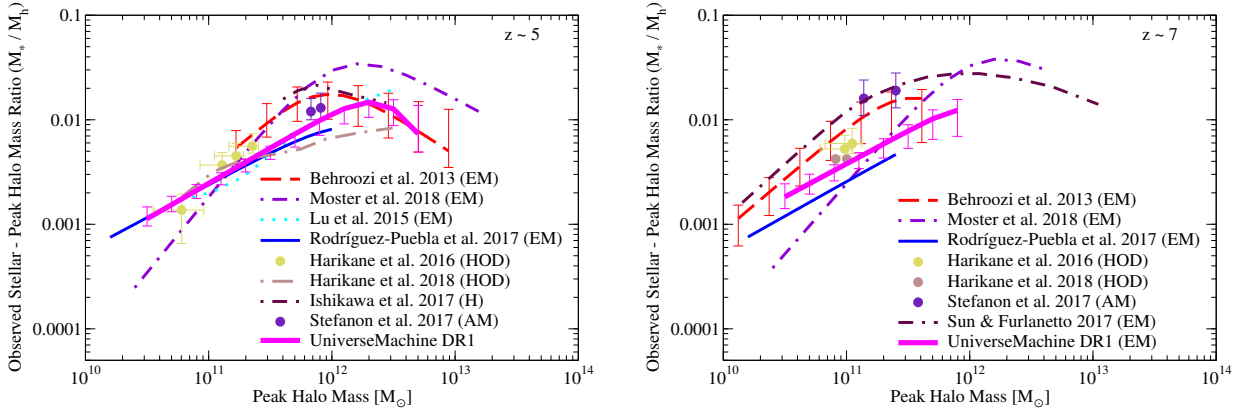 0.1
0.01
0.001
0.0001
Observed Stellar - Peak Halo Mass Ratio (M* / Mh)
z ~ 5
Behroozi et al. 2013 (EM)
Moster et al. 2018 (EM)
Lu et al. 2015 (EM)
Rodríguez-Puebla et al. 2017 (EM)
Harikane et al. 2016 (HOD)
Harikane et al. 2018 (HOD)
Ishikawa et al. 2017 (H)
Stefanon et al. 2017 (AM)
UniverseMachine DR1
10^10 10^11 10^12 10^13 10^14
Peak Halo Mass [M⊙]
0.1
0.01
0.001
0.0001
Observed Stellar - Peak Halo Mass Ratio (M* / Mh)
z ~ 7
Behroozi et al. 2013 (EM)
Moster et al. 2018 (EM)
Rodríguez-Puebla et al. 2017 (EM)
Harikane et al. 2016 (HOD)
Harikane et al. 2018 (HOD)
Stefanon et al. 2017 (AM)
Sun & Furlanetto 2017 (EM)
UniverseMachine DR1 (EM)
10^10 10^11 10^12 10^13 10^14
Peak Halo Mass [M⊙]